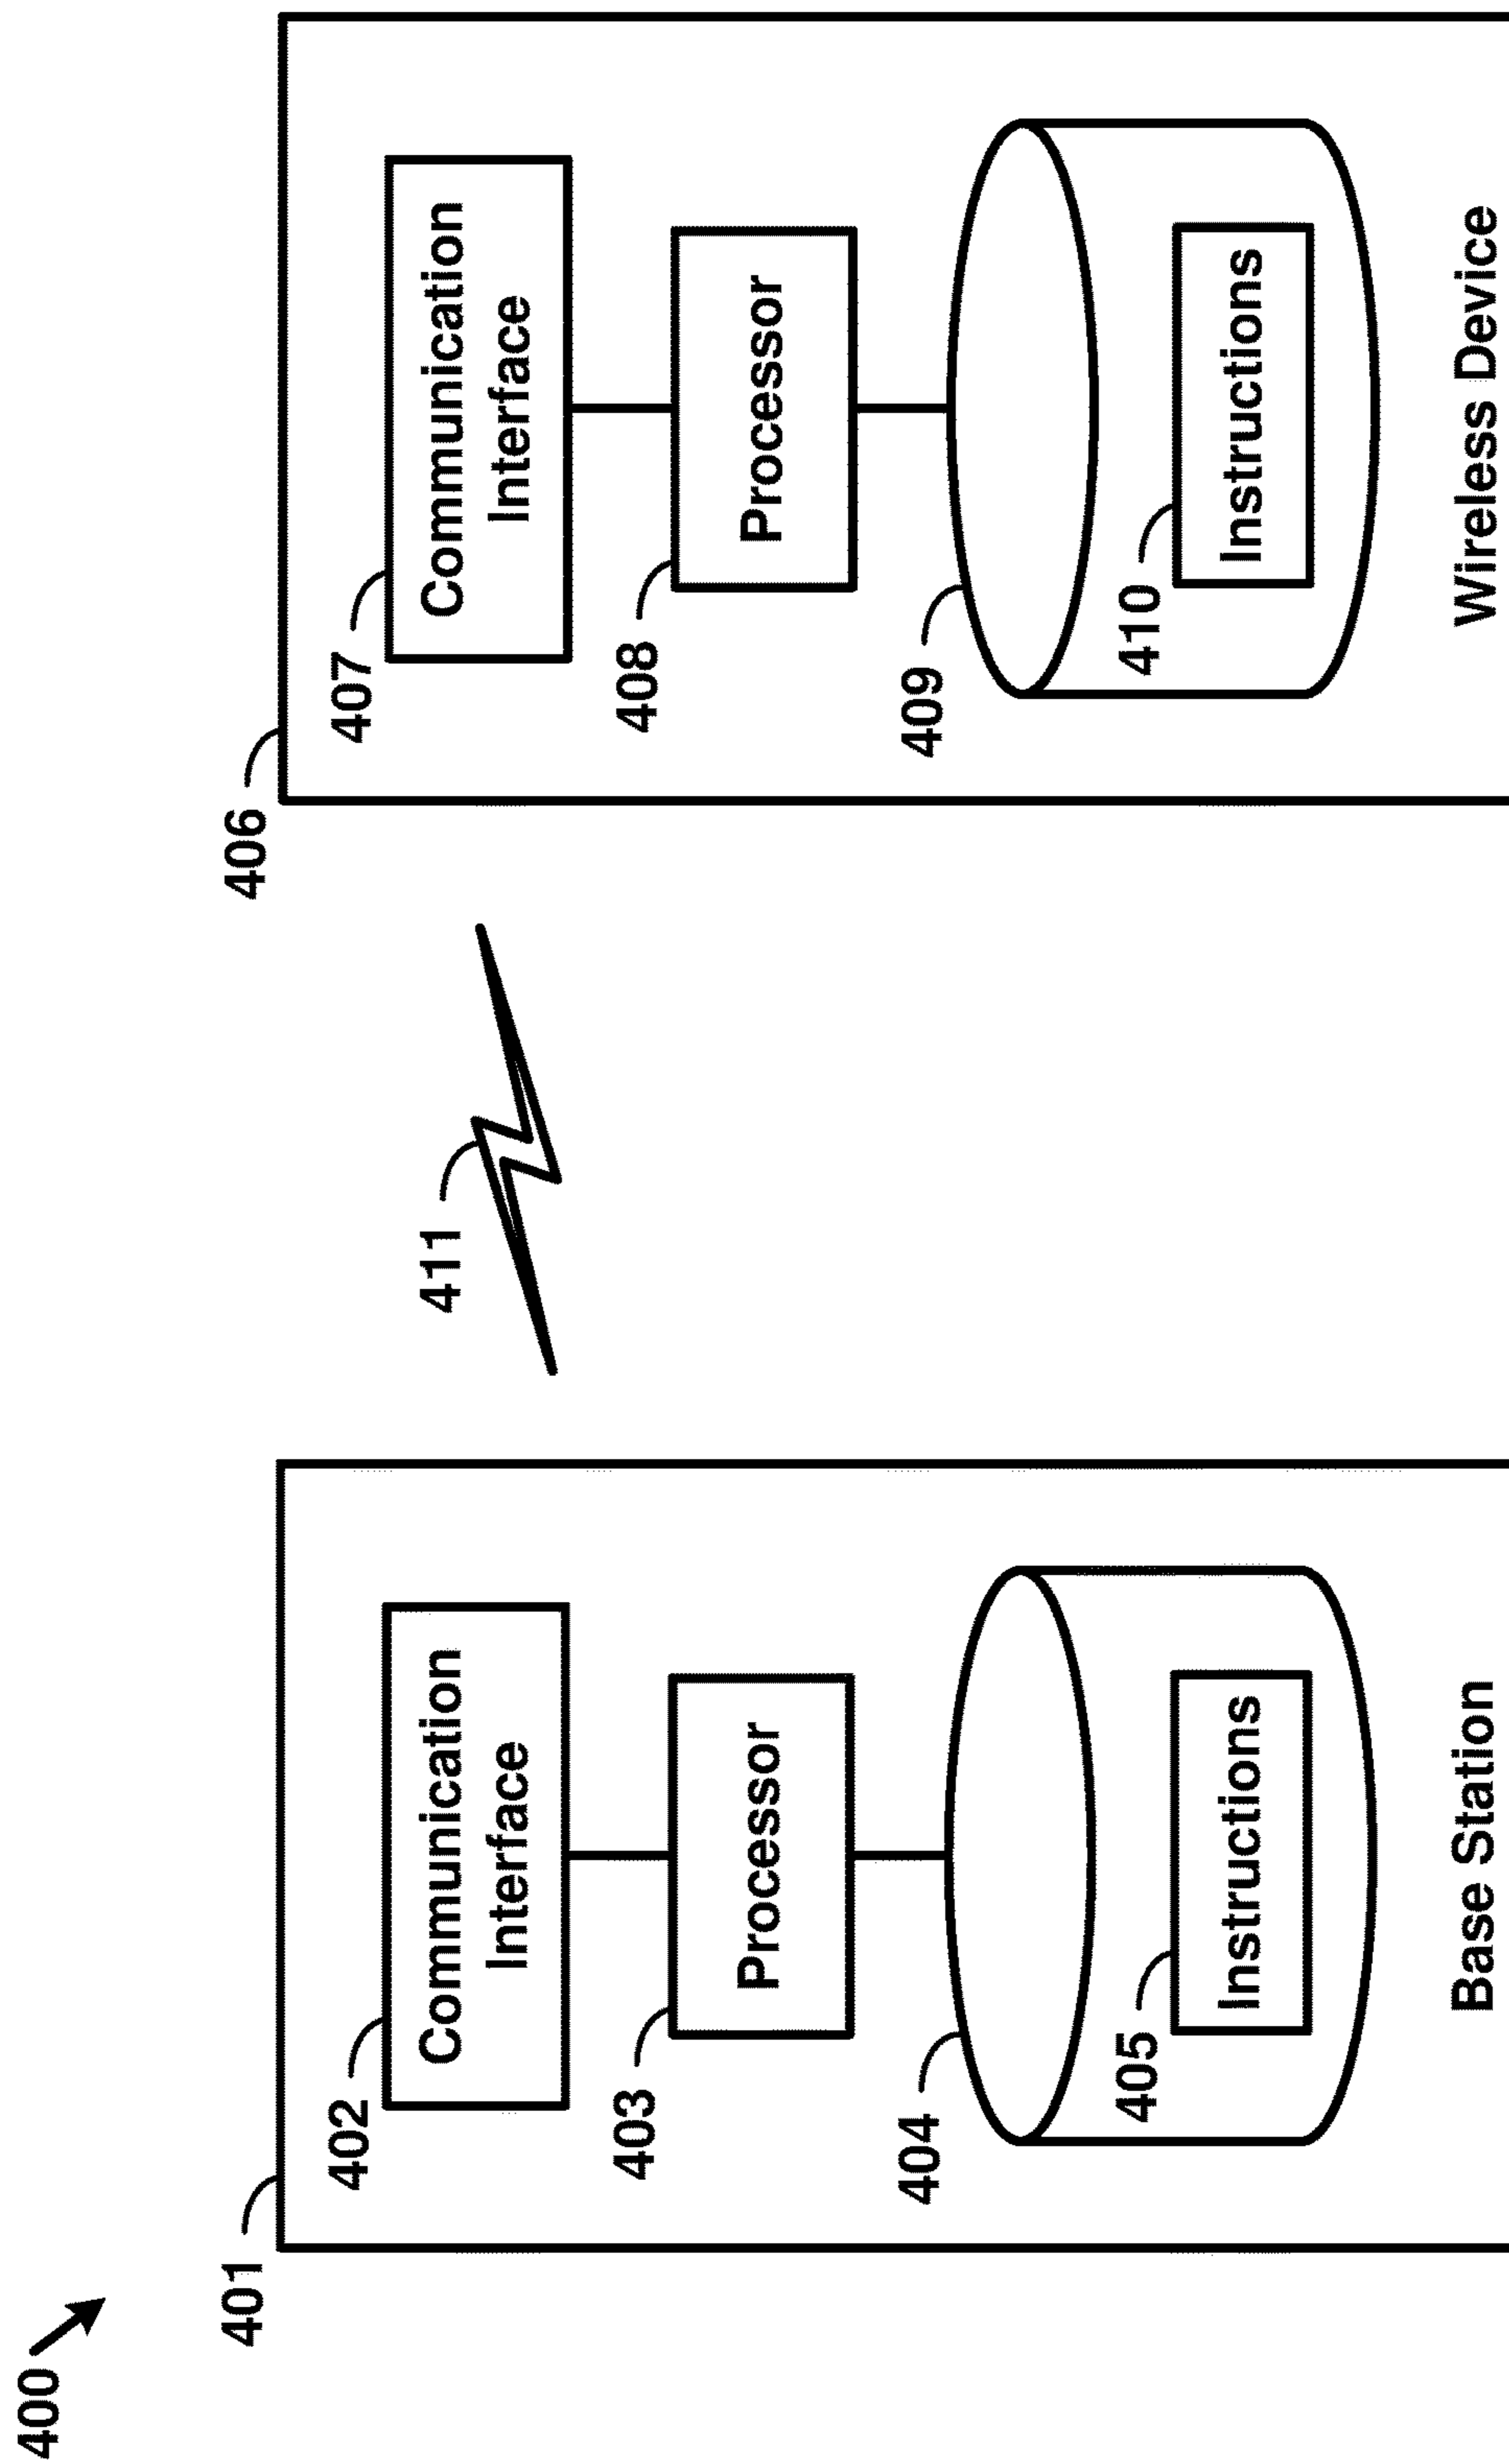 400
401
402
Communication
Interface
403
Processor
404
405
Instructions
Base Station
411
406
407
Communication
Interface
408
Processor
409
410
Instructions
Wireless Device